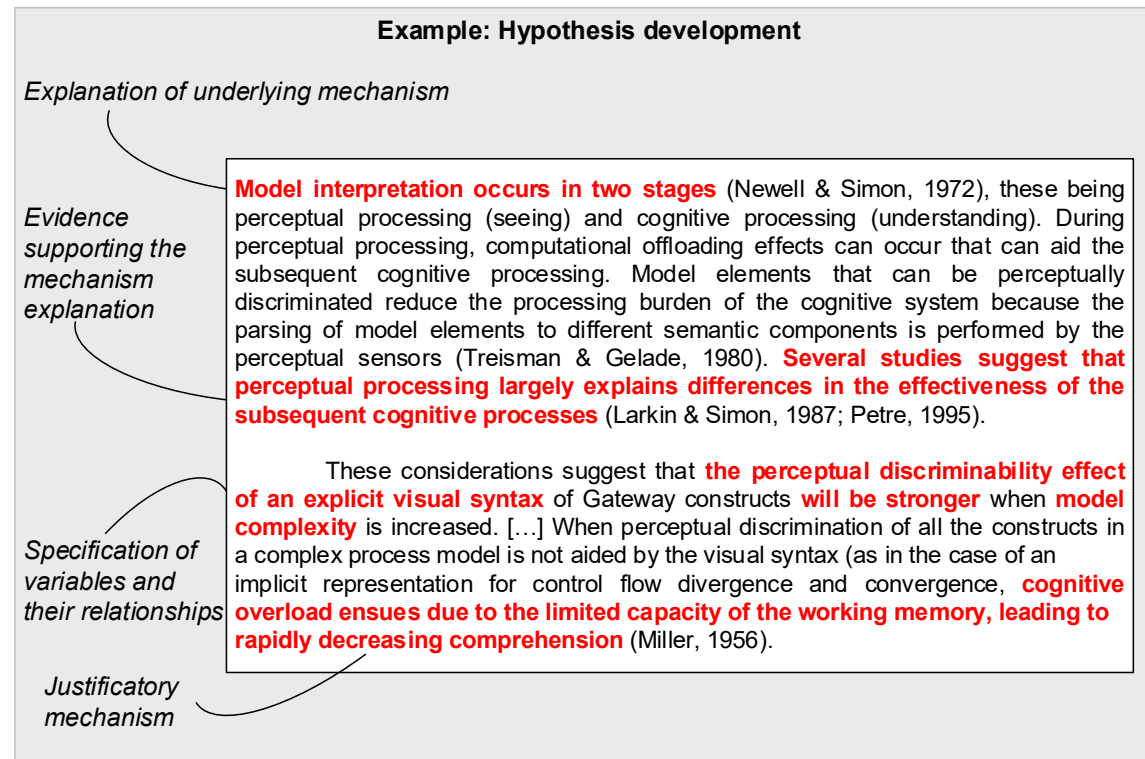 Example: Hypothesis development
Explanation of underlying mechanism
Evidence
supporting the
mechanism
explanation
Model interpretation occurs in two stages (Newell & Simon, 1972), these being
perceptual processing (seeing) and cognitive processing (understanding). During
perceptual processing, computational offloading effects can occur that can aid the
subsequent cognitive processing. Model elements that can be perceptually
discriminated reduce the processing burden of the cognitive system because the
parsing of model elements to different semantic components is performed by the
perceptual sensors (Treisman & Gelade, 1980). Several studies suggest that
perceptual processing largely explains differences in the effectiveness of the
subsequent cognitive processes (Larkin & Simon, 1987; Petre, 1995).
These considerations suggest that the perceptual discriminability effect
of an explicit visual syntax of Gateway constructs will be stronger when model
complexity is increased. […] When perceptual discrimination of all the constructs in
a complex process model is not aided by the visual syntax (as in the case of an
implicit representation for control flow divergence and convergence, cognitive
overload ensues due to the limited capacity of the working memory, leading to
rapidly decreasing comprehension (Miller, 1956).
Specification of
variables and
their relationships
Justificatory
mechanism